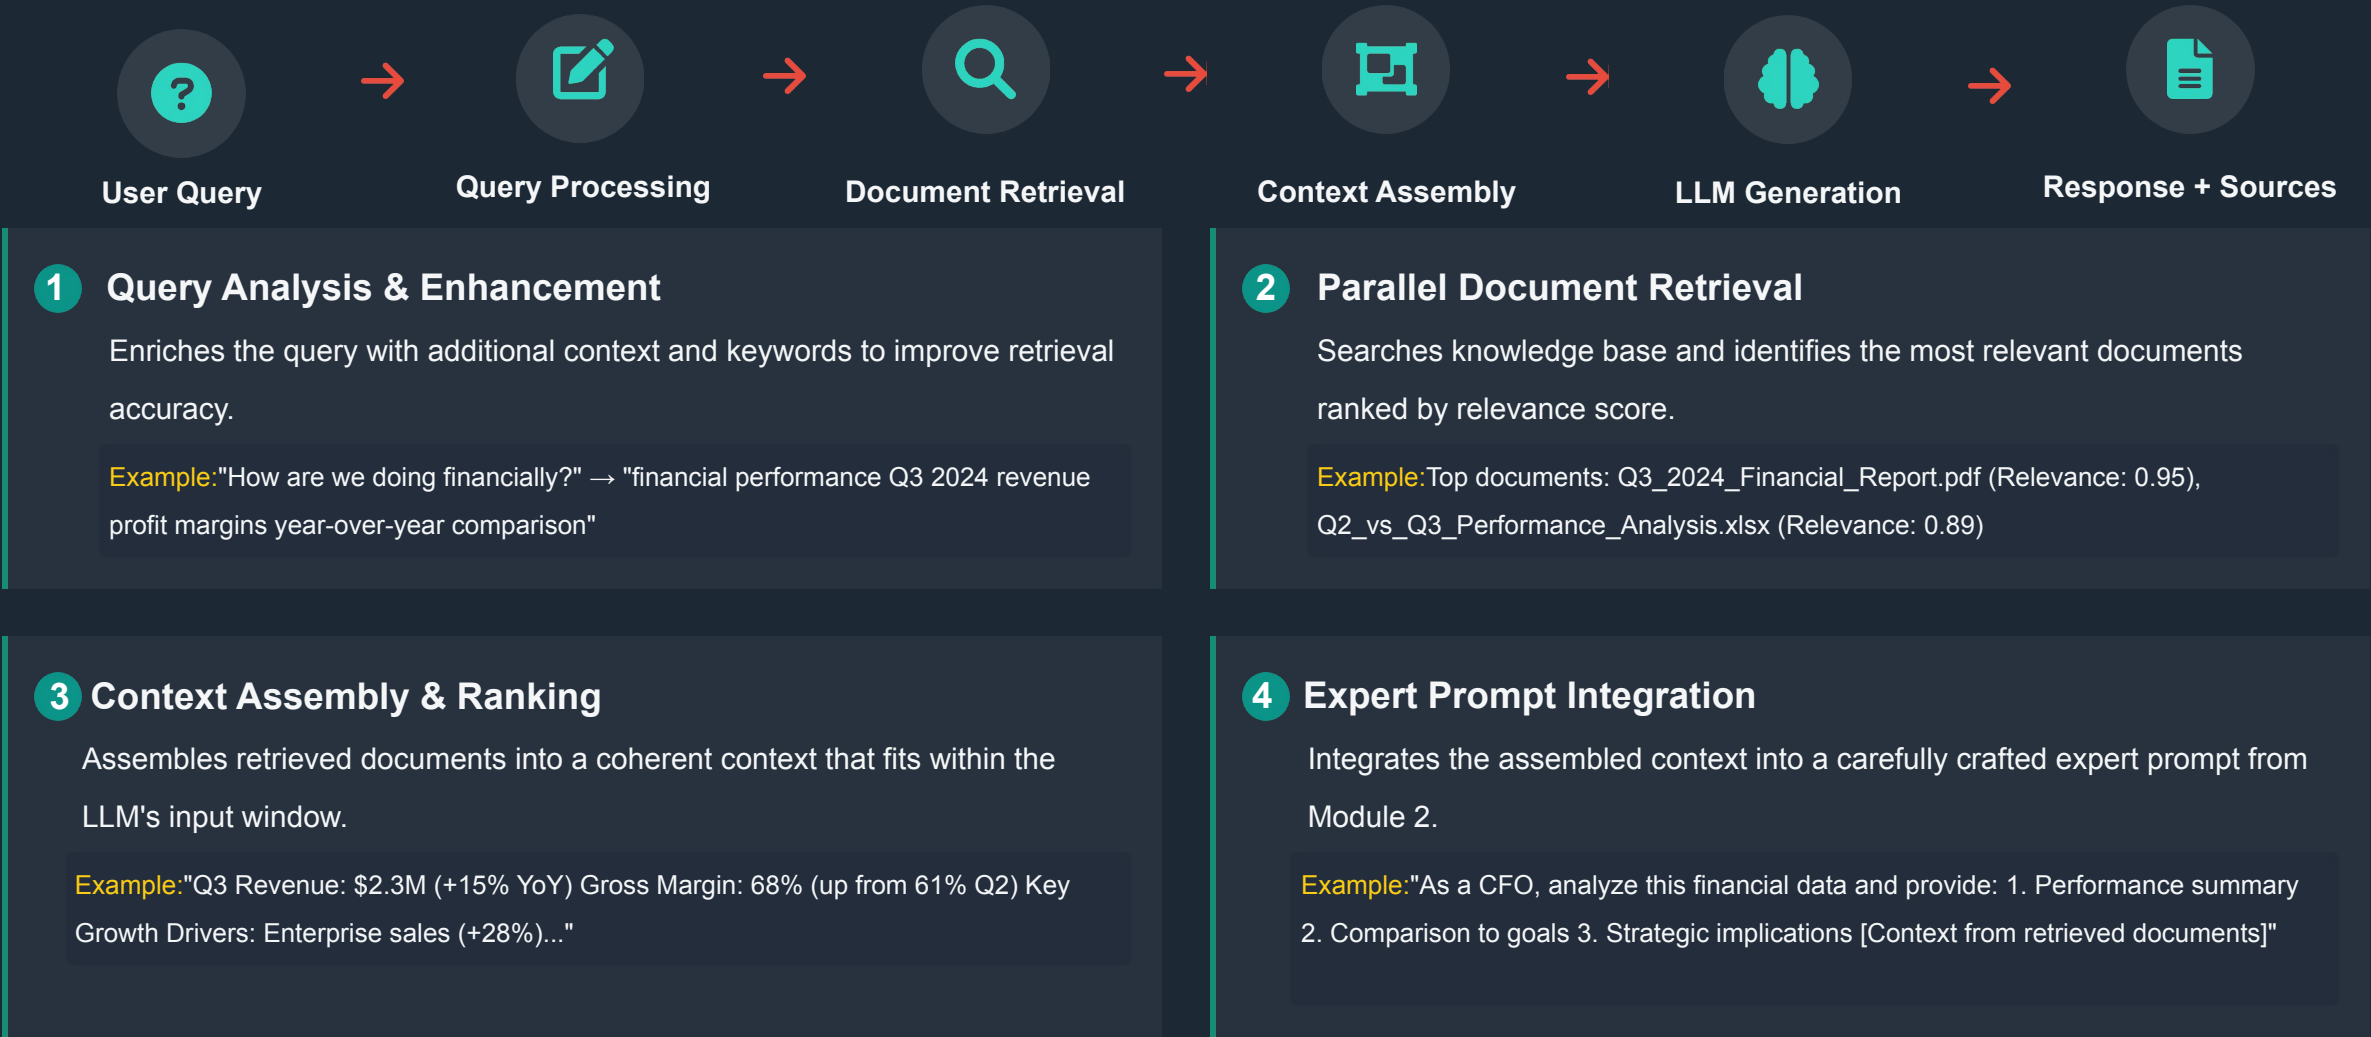 User Query
Query Processing
Document Retrieval
Context Assembly
LLM Generation
Response + Sources
1 Query Analysis & Enhancement
Enriches the query with additional context and keywords to improve retrieval
accuracy.
Example:"How are we doing financially?" → "financial performance Q3 2024 revenue
profit margins year-over-year comparison"
2 Parallel Document Retrieval
Searches knowledge base and identifies the most relevant documents
ranked by relevance score.
Example:Top documents: Q3_2024_Financial_Report.pdf (Relevance: 0.95),
Q2_vs_Q3_Performance_Analysis.xlsx (Relevance: 0.89)
3 Context Assembly & Ranking
Assembles retrieved documents into a coherent context that fits within the
LLM's input window.
Example:"Q3 Revenue: $2.3M (+15% YoY) Gross Margin: 68% (up from 61% Q2) Key
Growth Drivers: Enterprise sales (+28%)..."
4 Expert Prompt Integration
Integrates the assembled context into a carefully crafted expert prompt from
Module 2.
Example:"As a CFO, analyze this financial data and provide: 1. Performance summary
2. Comparison to goals 3. Strategic implications [Context from retrieved documents]"